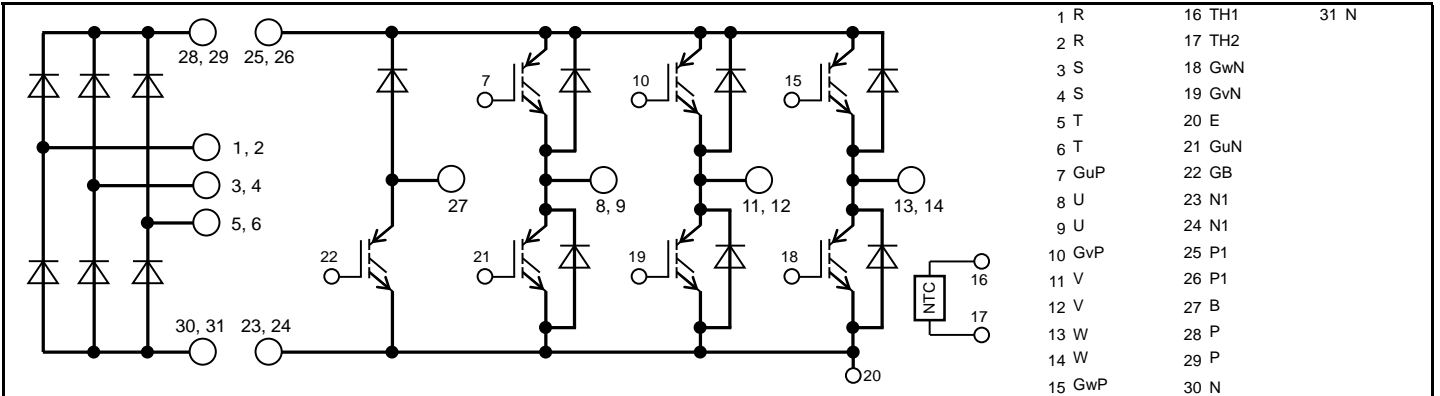 28, 29
25, 26
1, 2
3, 4
5, 6
30, 31
23, 24
27
22
7
8, 9
21
10
11, 12
19
15
13, 14
18
20
NTC
16
17
1 R
2 R
3 S
4 S
5 T
6 T
7 GuP
8 U
9 U
10 GvP
11 V
12 V
13 W
14 W
15 GwP
16 TH1
17 TH2
18 GwN
19 GvN
20 E
21 GuN
22 GB
23 N1
24 N1
25 P1
26 P1
27 B
28 P
29 P
30 N
31 N